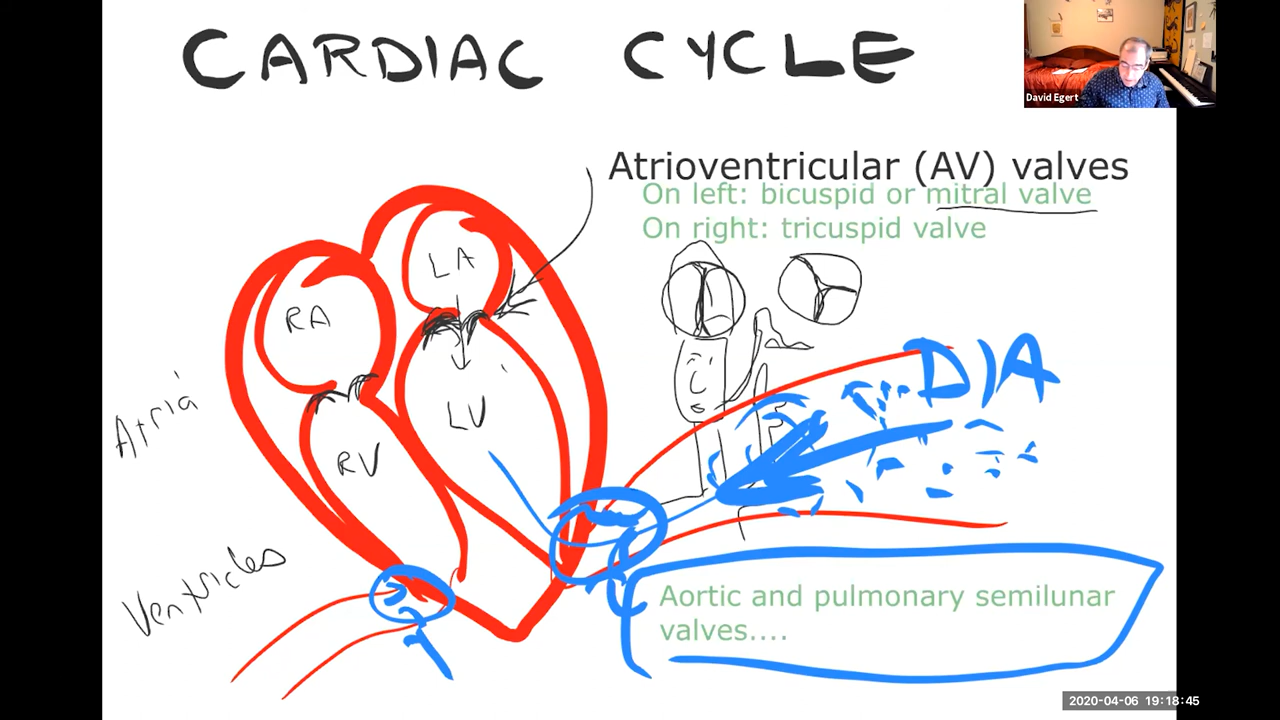 CARDIAC CYCLE
David Egert
Atrioventricular (AV) valves
On left: bicuspid or mitral valve
On right: tricuspid valve
LA
RA
DIA
LV
RV
Atria
Ventricles
Aortic and pulmonary semilunar
valves....
2020-04-06 19:18:45